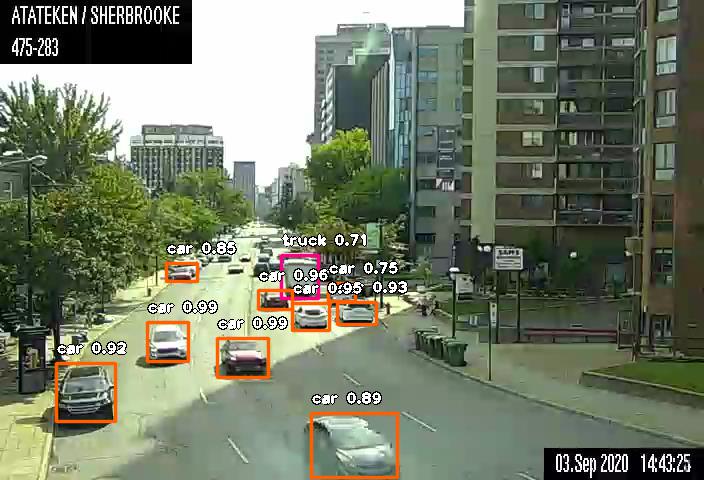 ATATEKEN / SHERBROOKE
475-283
car 0.85
truck 0.71
car 0.96
car 0.75
car 0.95
0.93
car 0.99
car 0.99
car 0.92
car 0.89
03.Sep 2020 14:43:25